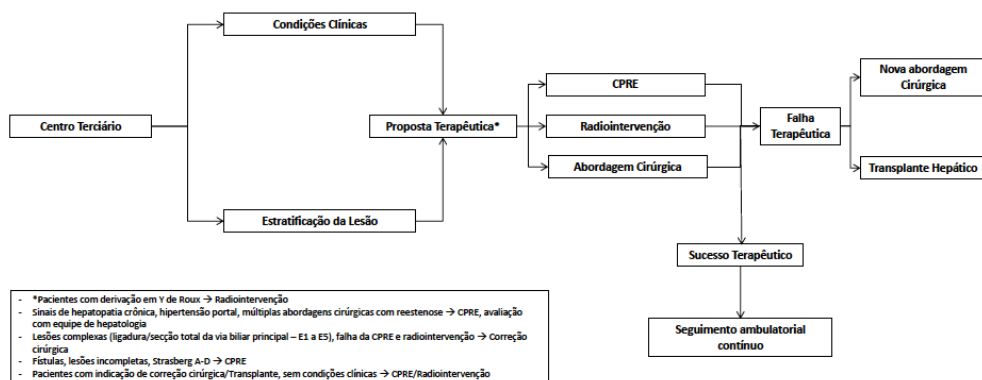 Condições Clínicas
Nova abordagem
Cirúrgica
CPRE
Centro Terciário
Proposta Terapêutica*
Radiointervenção
Falha
Terapêutica
Abordagem Cirúrgica
Transplante Hepático
Estratificação da Lesão
Sucesso Terapêutico
Seguimento ambulatorial
contínuo
- *Pacientes com derivação em Y de Roux → Radiointervenção
- Sinais de hepatopatia crônica, hipertensão portal, múltiplas abordagens cirúrgicas com reestenose → CPRE, avaliação
com equipe de hepatologia
- Lesões complexas (ligadura/secção total da via biliar principal – E1 a E5), falha da CPRE e radiointervenção → Correção
cirúrgica
- Fístulas, lesões incompletas, Strasberg A-D → CPRE
- Pacientes com indicação de correção cirúrgica/Transplante, sem condições clínicas → CPRE/Radiointervenção